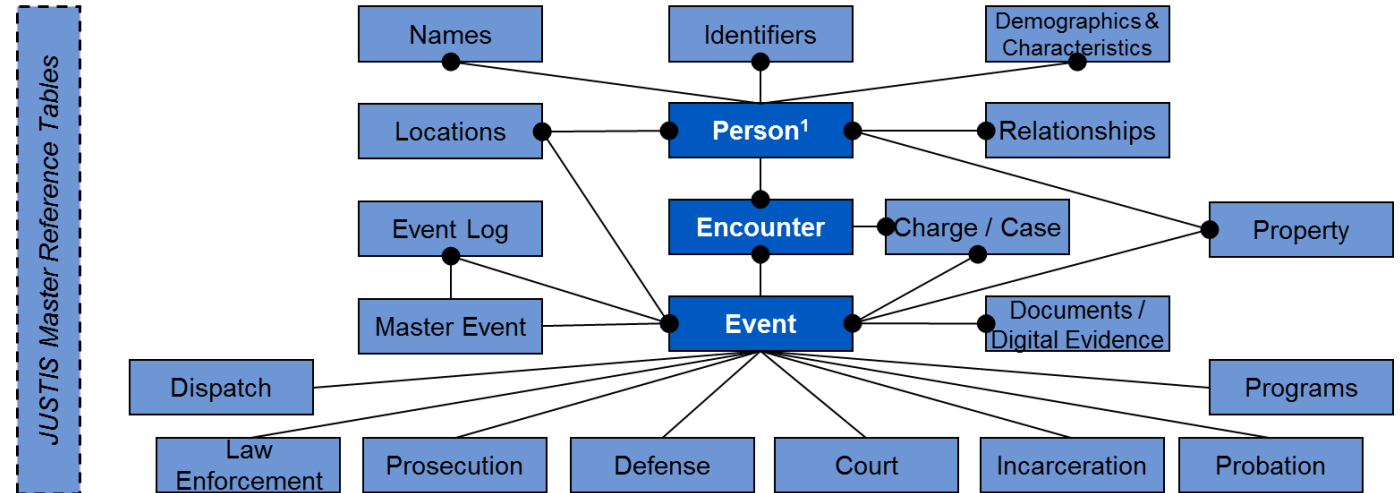 JUSTIS Master Reference Tables
Names
Identifiers
Demographics &
Characteristics
Locations
Person¹
Relationships
Event Log
Encounter
Charge / Case
Property
Master Event
Event
Documents /
Digital Evidence
Dispatch
Programs
Law
Enforcement
Prosecution
Defense
Court
Incarceration
Probation